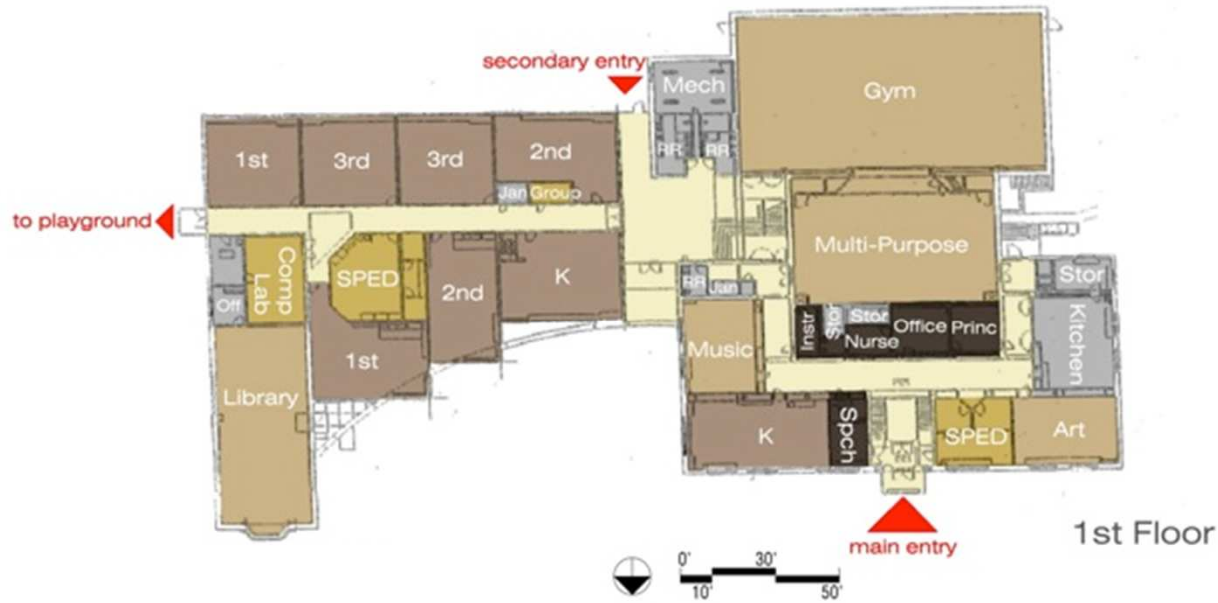 secondary entry
Mech
Gym
1st
3rd
3rd
2nd
RR
RR
Jan
Group
to playground
Comp
Lab
SPED
2nd
K
Multi-Purpose
Off
RR
Jan
Stor
Instr
Stor
Stor
Office
Princ
Nurse
Kitchen
Music
1st
Library
K
Spch
SPED
Art
main entry
1st Floor
0'
30'
10'
50'